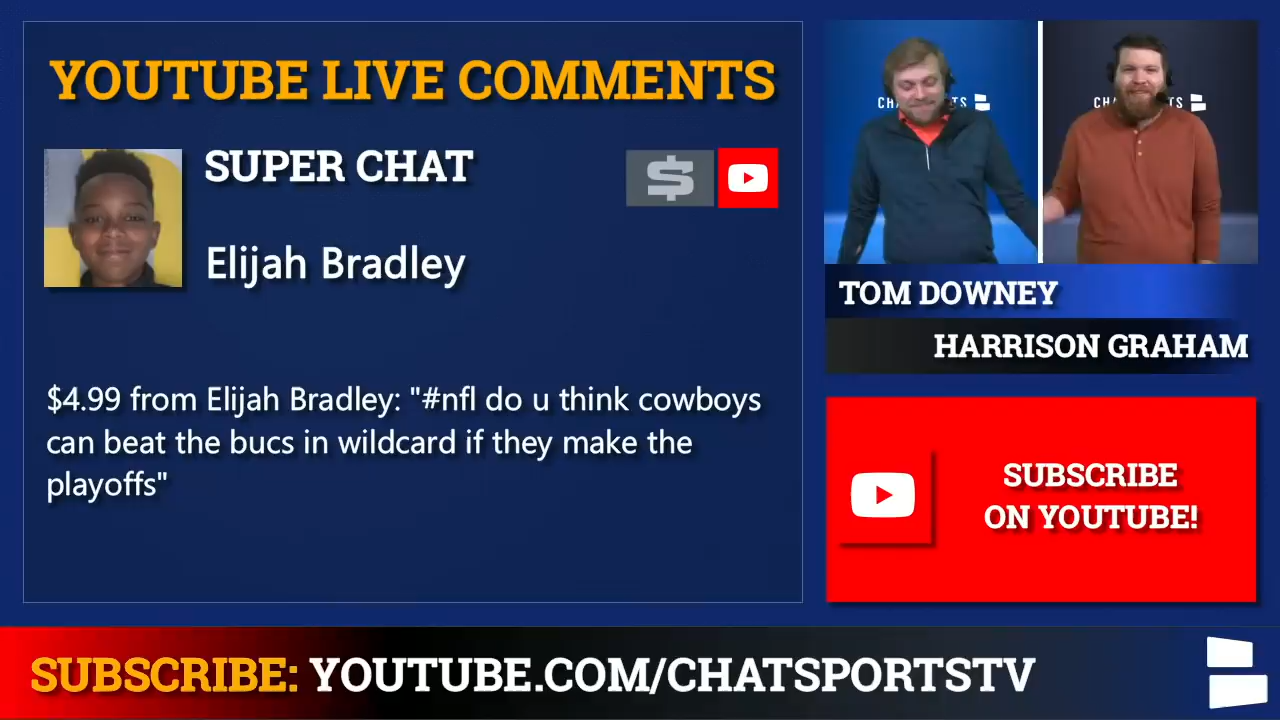 YOUTUBE LIVE COMMENTS
SUPER CHAT
Elijah Bradley
$4.99 from Elijah Bradley: "#nfl do u think cowboys
can beat the bucs in wildcard if they make the
playoffs"
TOM DOWNEY
HARRISON GRAHAM
SUBSCRIBE
ON YOUTUBE!
SUBSCRIBE: YOUTUBE.COM/CHATSPORTSTV